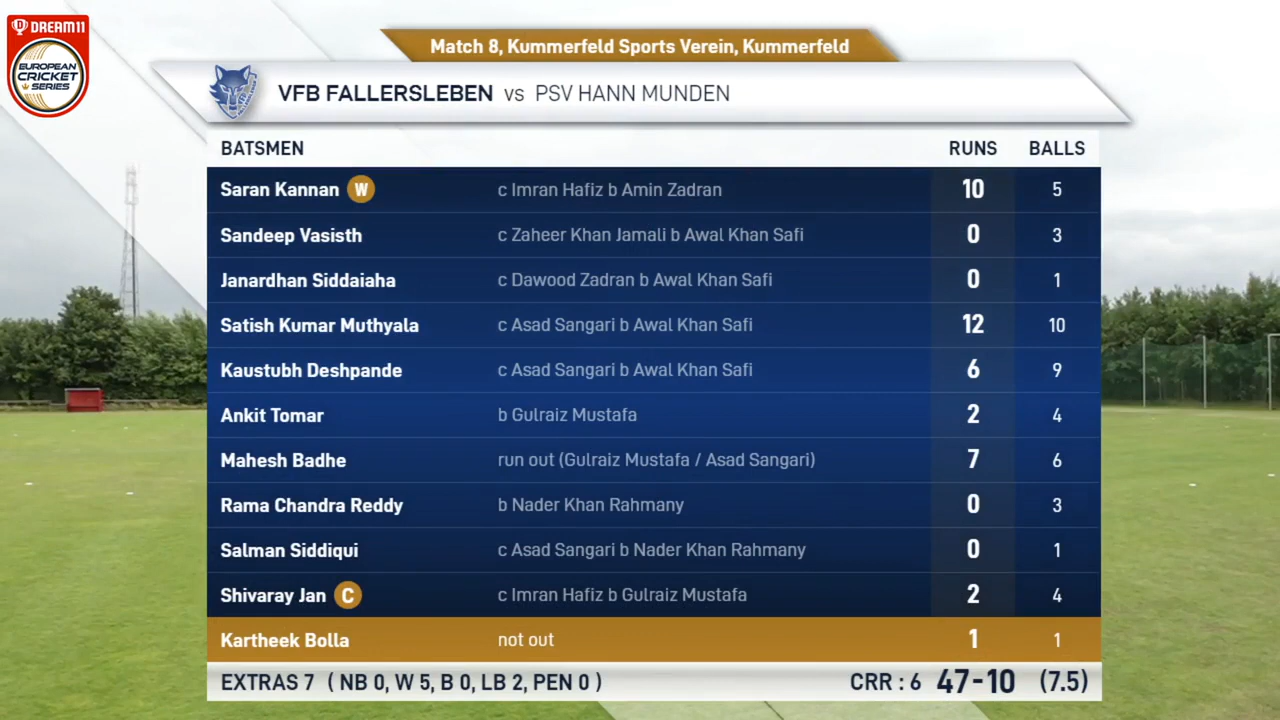 DREAM11
EUROPEAN
CRICKET
SERIES
Match 8, Kummerfeld Sports Verein, Kummerfeld
VFB FALLERSLEBEN vs PSV HANN MUNDEN
BATSMEN RUNS BALLS
Saran Kannan W c Imran Hafiz b Amin Zadran 10 5
Sandeep Vasisth c Zaheer Khan Jamali b Awal Khan Safi 0 3
Janardhan Siddaiaha c Dawood Zadran b Awal Khan Safi 0 1
Satish Kumar Muthyala c Asad Sangari b Awal Khan Safi 12 10
Kaustubh Deshpande c Asad Sangari b Awal Khan Safi 6 9
Ankit Tomar b Gulraiz Mustafa 2 4
Mahesh Badhe run out (Gulraiz Mustafa / Asad Sangari) 7 6
Rama Chandra Reddy b Nader Khan Rahmany 0 3
Salman Siddiqui c Asad Sangari b Nader Khan Rahmany 0 1
Shivaray Jan C c Imran Hafiz b Gulraiz Mustafa 2 4
Kartheek Bolla not out 1 1
EXTRAS 7 ( NB 0, W 5, B 0, LB 2, PEN 0 ) CRR : 6 47-10 (7.5)